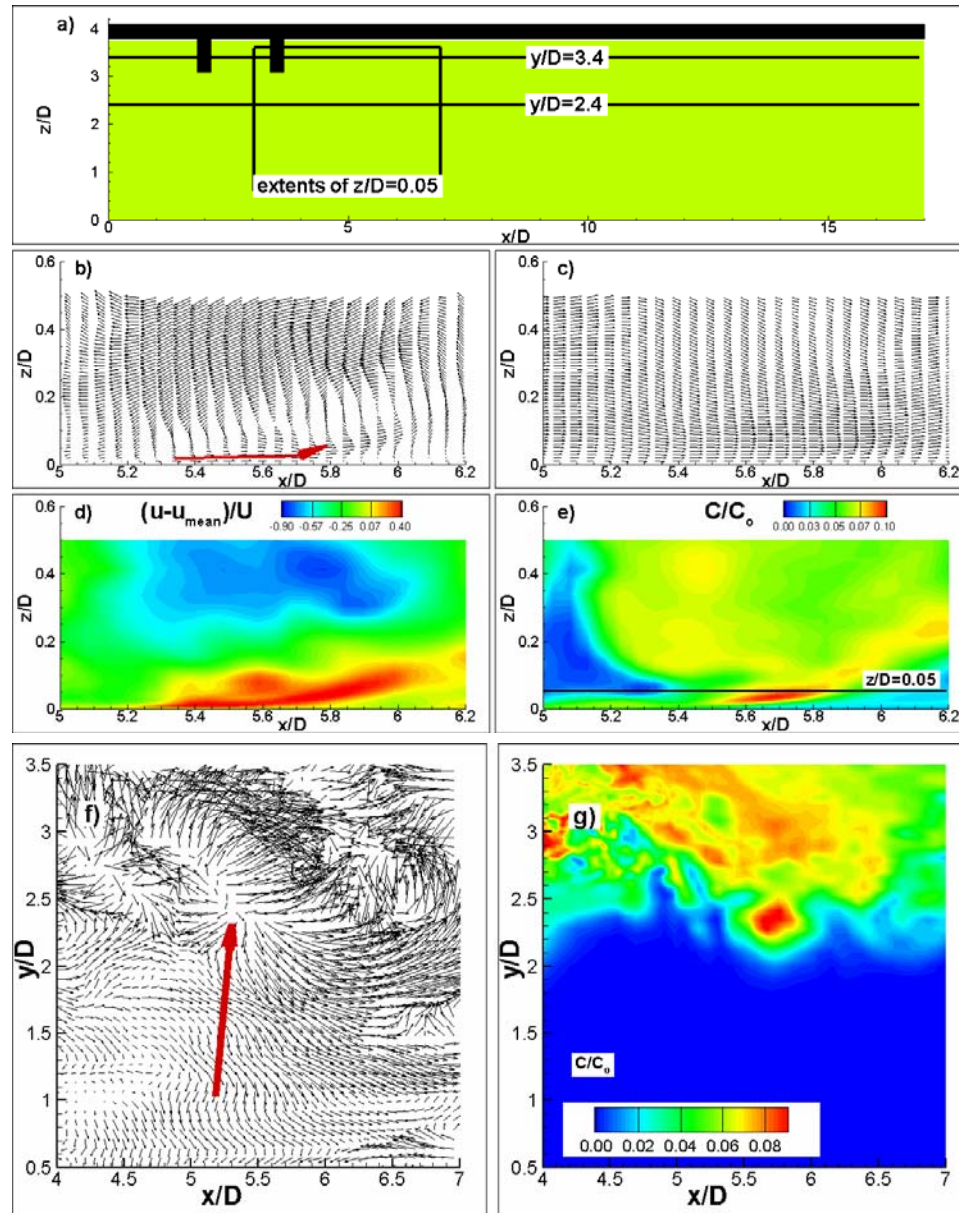 a)
4
3
2
1
0
z/D
y/D=3.4
y/D=2.4
extents of z/D=0.05
5 10 15
x/D
b)
0.6
0.4
0.2
0
z/D
5 5.2 5.4 5.6 5.8 6 6.2
x/D
c)
0.6
0.4
0.2
0
z/D
5 5.2 5.4 5.6 5.8 6 6.2
x/D
d) (u-u_mean)/U
-0.90 -0.57 -0.25 0.07 0.40
0.6
0.4
0.2
0
z/D
5 5.2 5.4 5.6 5.8 6 6.2
x/D
e) C/C_o
0.00 0.03 0.05 0.07 0.10
0.6
0.4
0.2
0
z/D
z/D=0.05
5 5.2 5.4 5.6 5.8 6 6.2
x/D
f)
3.5
3
2.5
2
1.5
1
0.5
y/D
4 4.5 5 5.5 6 6.5 7
x/D
g)
3.5
3
2.5
2
1.5
1
0.5
y/D
C/C_o
0.00 0.02 0.04 0.06 0.08
4 4.5 5 5.5 6 6.5 7
x/D